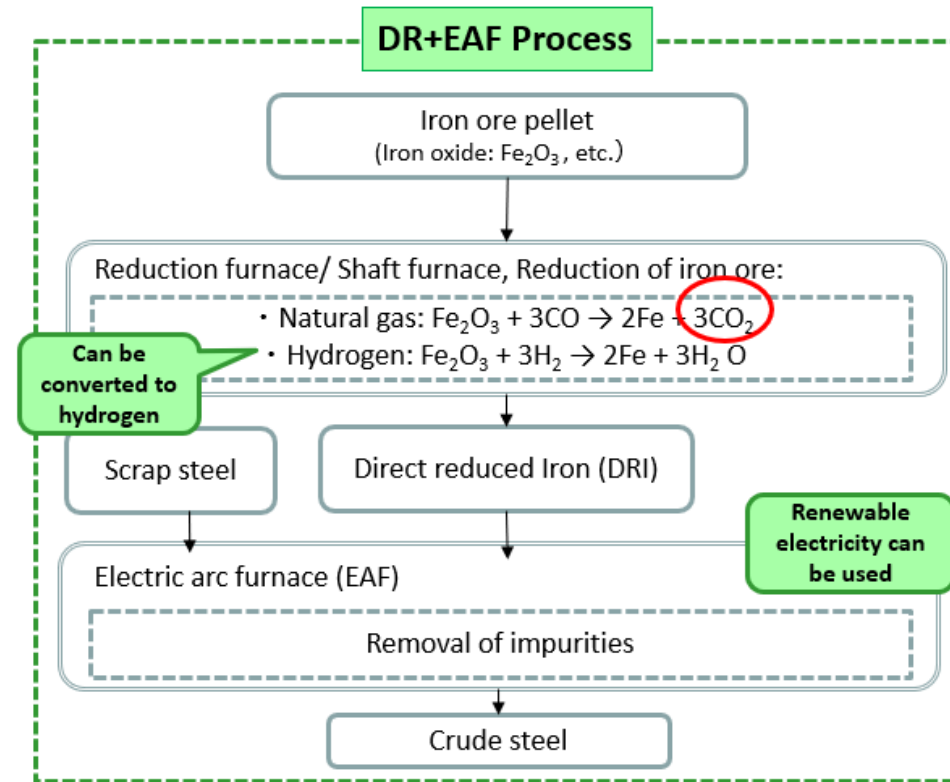 DR+EAF Process
Iron ore pellet
(Iron oxide: Fe₂O₃, etc.)
Reduction furnace/ Shaft furnace, Reduction of iron ore:
・Natural gas: Fe₂O₃ + 3CO → 2Fe + 3CO₂
・Hydrogen: Fe₂O₃ + 3H₂ → 2Fe + 3H₂ O
Can be
converted to
hydrogen
Scrap steel
Direct reduced Iron (DRI)
Renewable
electricity can
be used
Electric arc furnace (EAF)
Removal of impurities
Crude steel